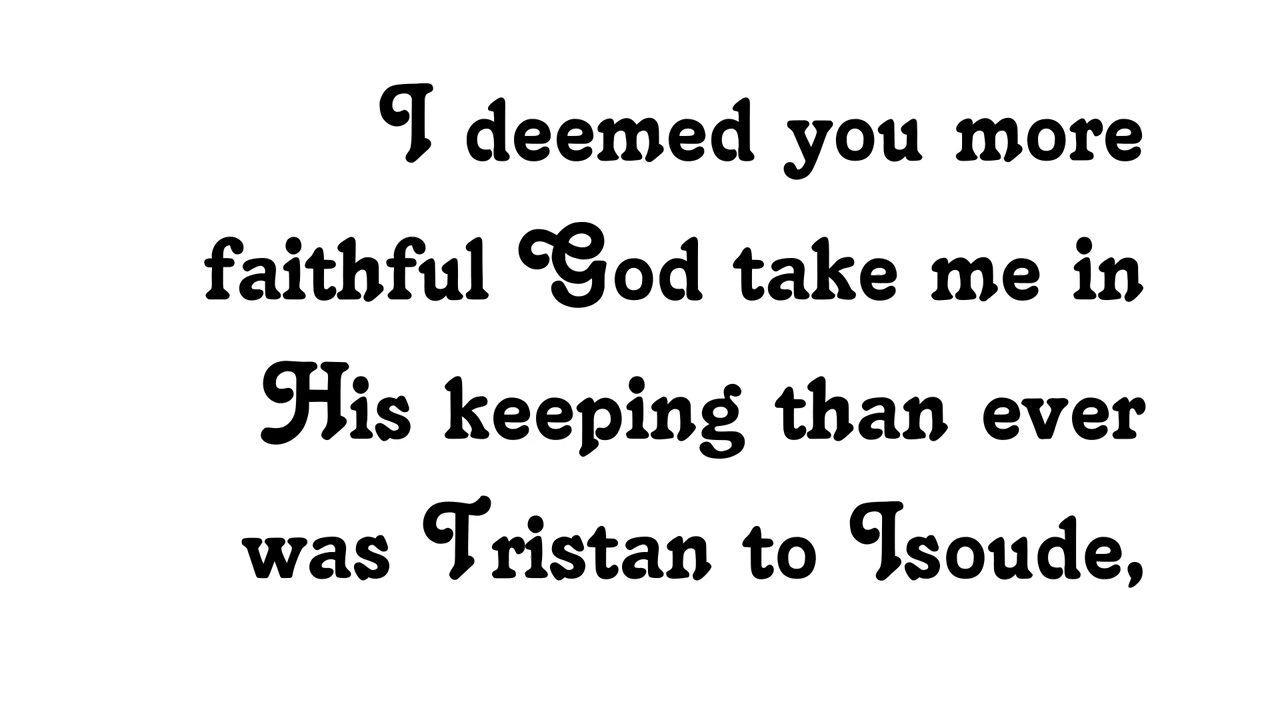 I deemed you more
faithful God take me in
His keeping than ever
was Tristan to Isoude,